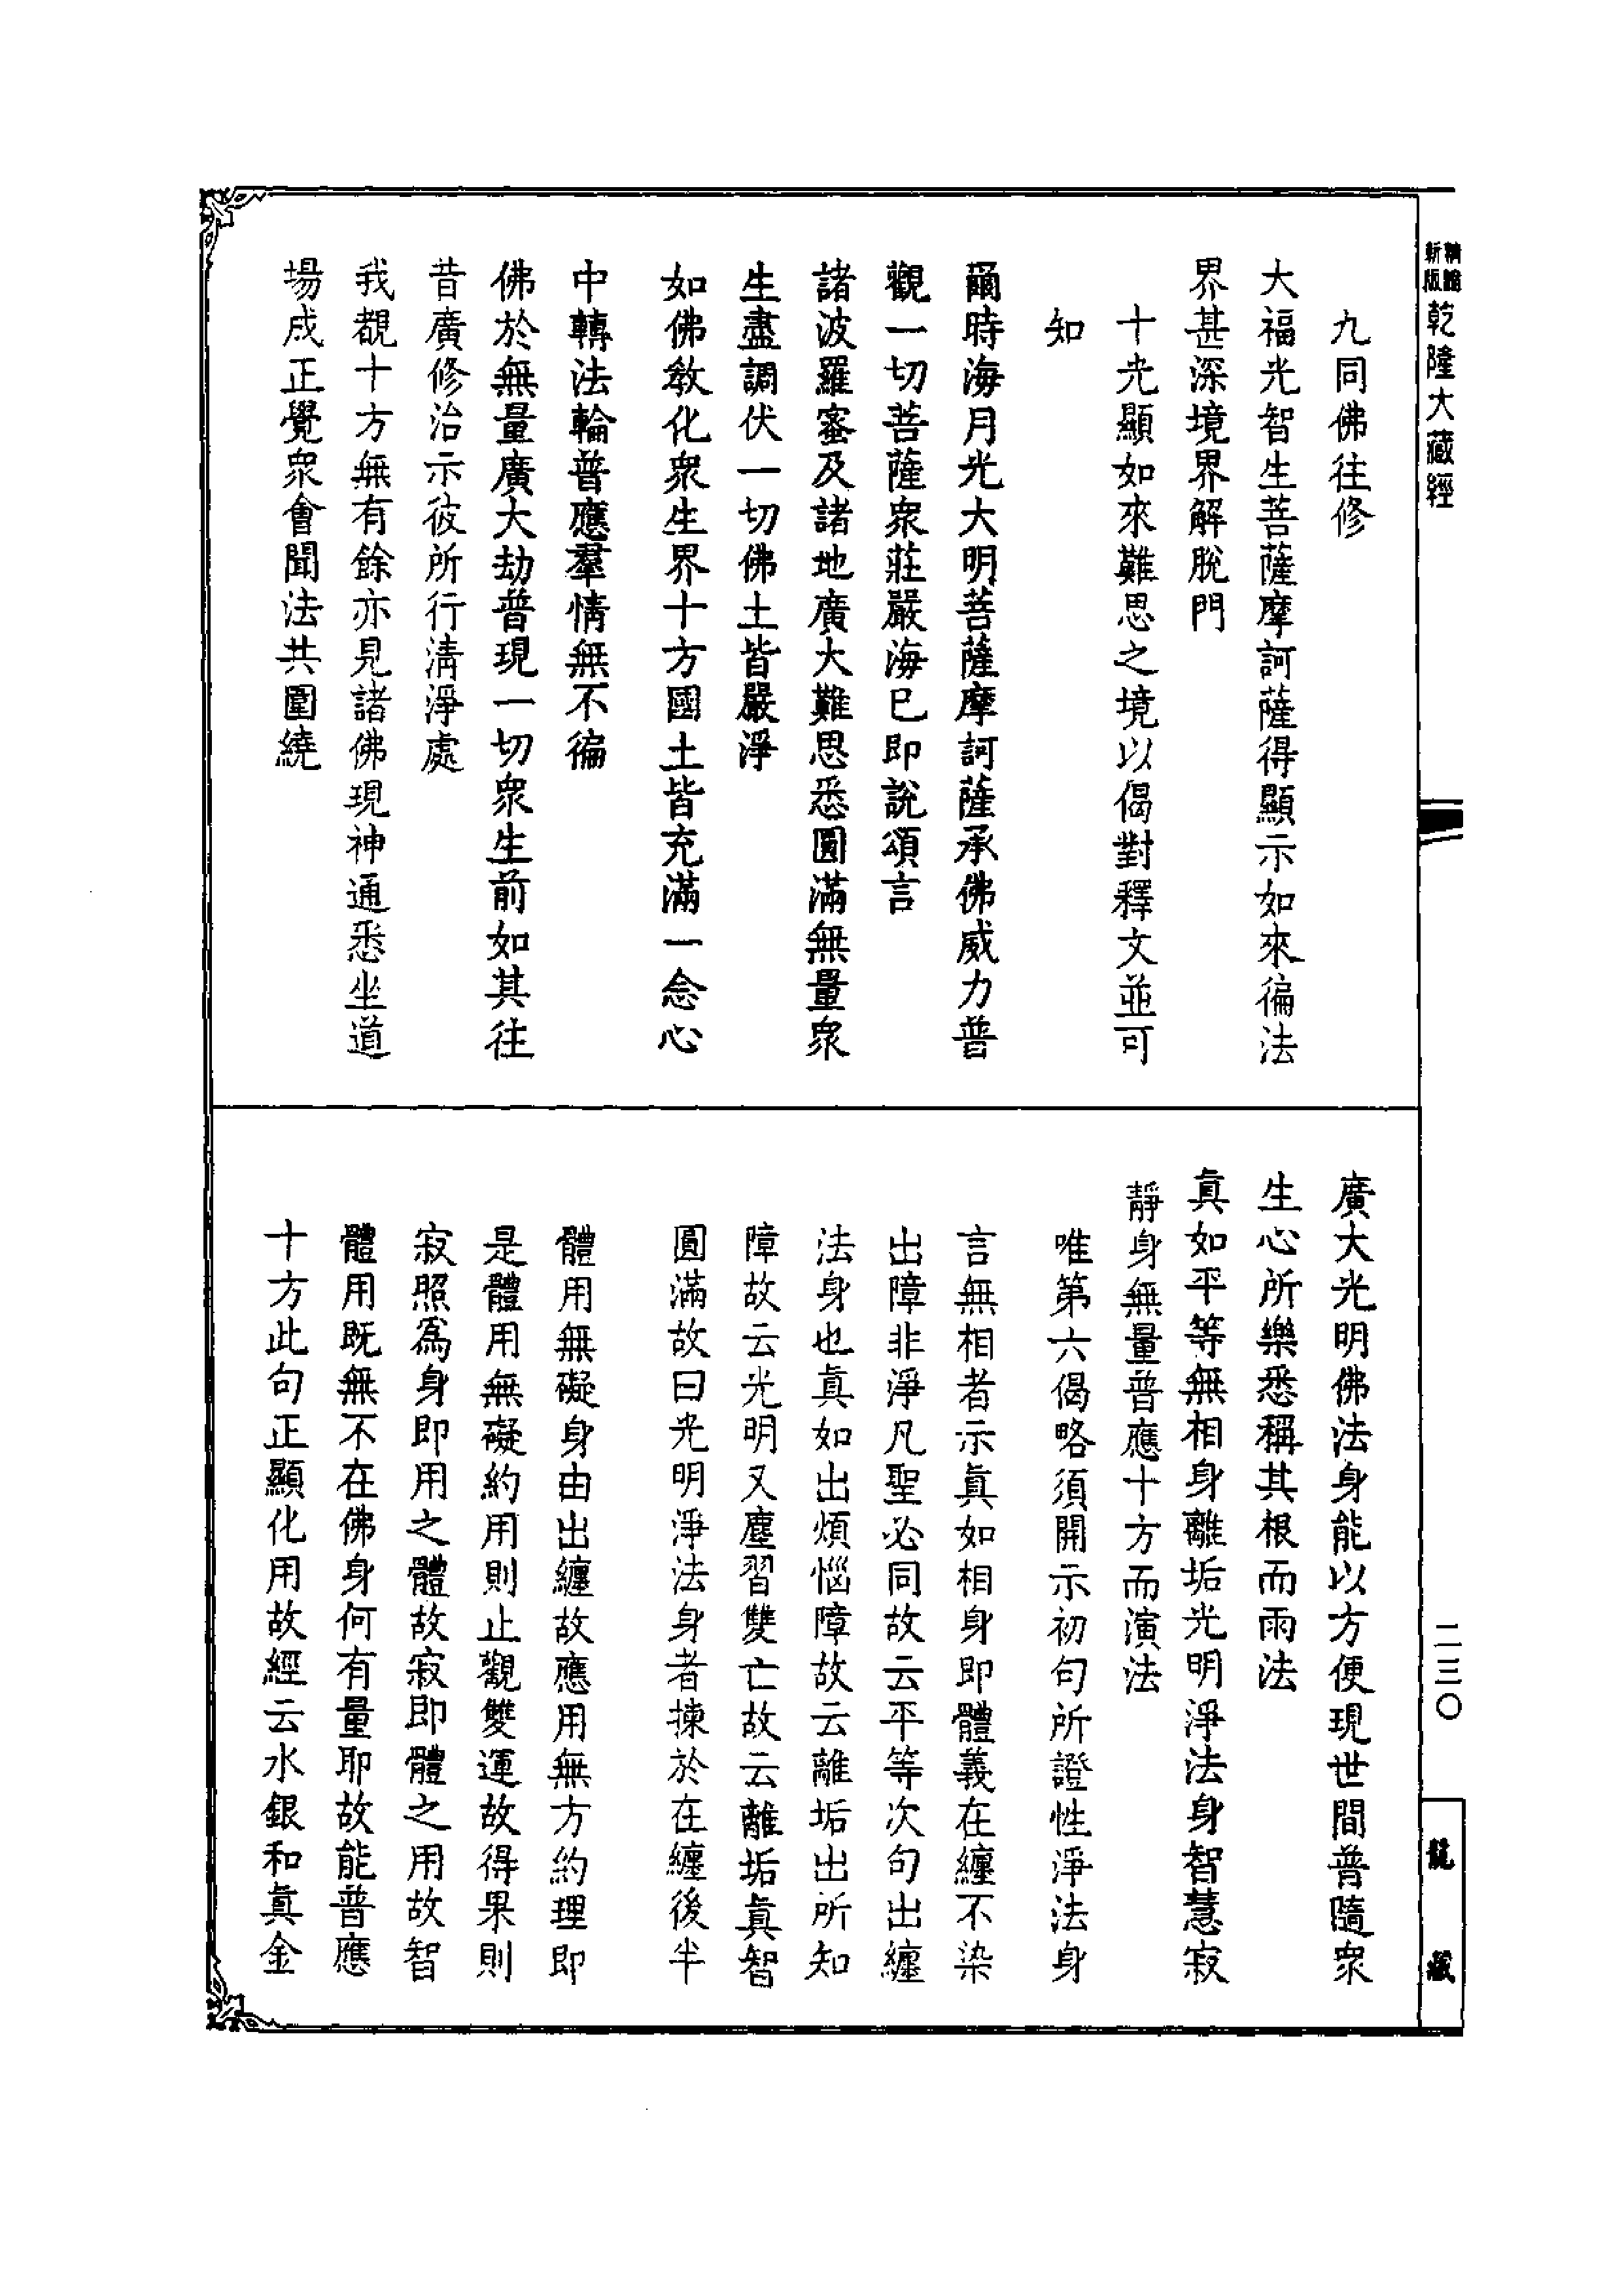 新編
新版
乾隆大藏經
九同佛往修
大福光智生菩薩摩訶薩得顯示如來徧法
界甚深境界解脫門
十光顯如來難思之境以偈對釋文並可
知
爾時海月光大明菩薩摩訶薩承佛威力普
觀一切菩薩衆莊嚴海已即說頌言
諸波羅蜜及諸地廣大難思悉圓滿無量衆
生盡調伏一切佛土皆嚴淨
如佛教化衆生界十方國土皆充滿一念心
中轉法輪普應羣情無不徧
佛於無量廣大劫普現一切衆生前如其往
昔廣修治示彼所行清淨處
我覩十方無有餘亦見諸佛現神通悉坐道
場成正覺衆會聞法共圍繞
廣大光明佛法身能以方便現世間普隨衆
生心所樂悉稱其根而雨法
真如平等無相身離垢光明淨法身智慧寂
靜身無量普應十方而演法
唯第六偈略須開示初句所證性淨法身
言無相者示真如相身即體義在纏不染
出障非淨凡聖必同故云平等次句出纏
法身也真如出煩惱障故云離垢出所知
障故云光明又塵習雙亡故云離垢真智
圓滿故曰光明淨法身者揀於在纏後半
體用無礙身由出纏故應用無方約理即
是體用無礙約用則止觀雙運故得果則
寂照爲身即用之體故寂即體之用故智
體用既無不在佛身何有量耶故能普應
十方此句正顯化用故經云水銀和真金
二三〇
龍藏